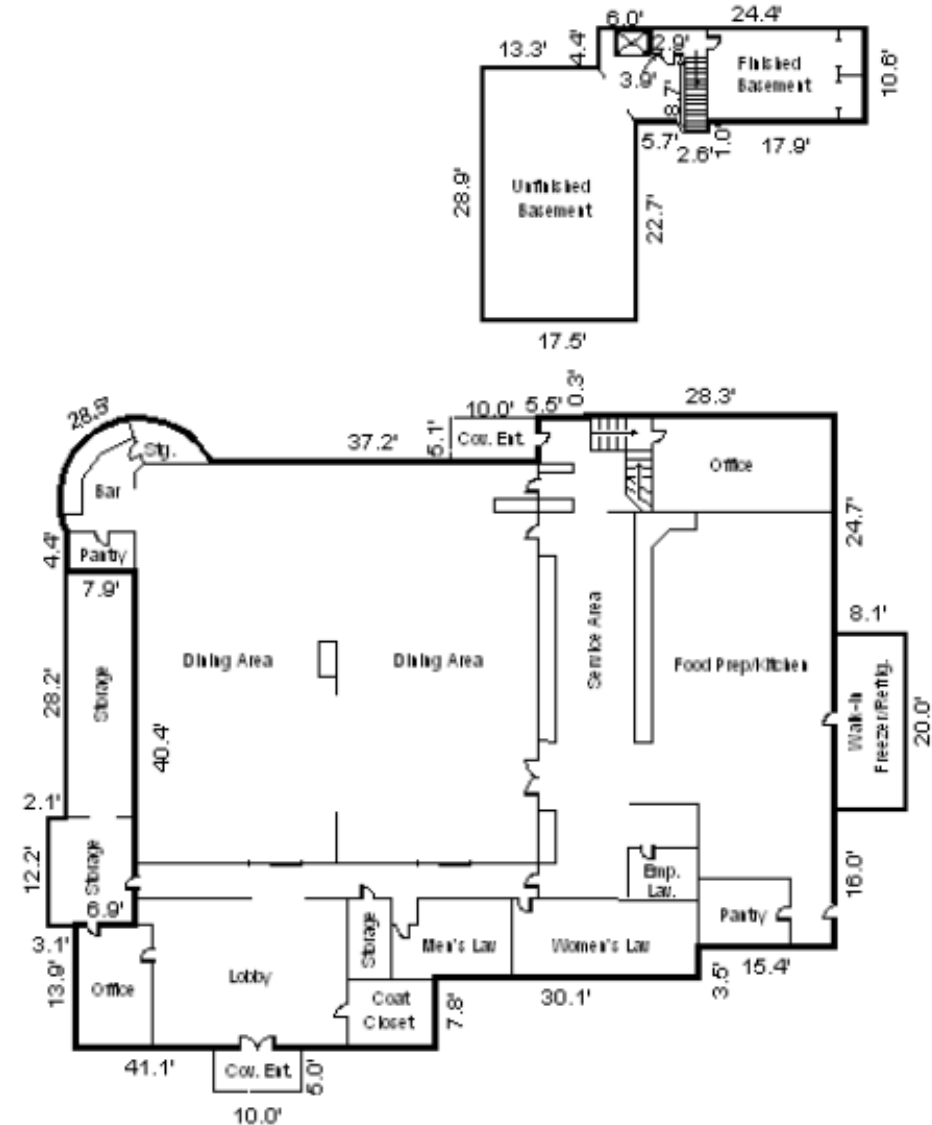 6.0'
24.4'
13.3'
4.4'
2.9'
3.9'
8.7'
Finished
Basement
10.6'
5.7'
2.6'
1.0'
17.9'
28.9'
Unfinished
Basement
22.7'
17.5'
0.3'
28.3'
10.0'
5.5'
37.2'
5.1'
Cov. Ent.
Stg.
Bar
Office
4.4'
Pantry
7.9'
24.7'
8.1'
Dining Area
Dining Area
Service Area
Food Prep/Kitchen
Storage
28.2'
40.4'
Walk-In
Freezer/Refrig.
20.0'
2.1'
12.2'
Storage
6.9'
Emp.
Lav.
16.0'
Pantry
3.1'
13.9'
Office
Lobby
Storage
Men's Lav
Women's Lav
3.5'
15.4'
Coat
Closet
7.8'
30.1'
41.1'
Cov. Ent.
5.0'
10.0'